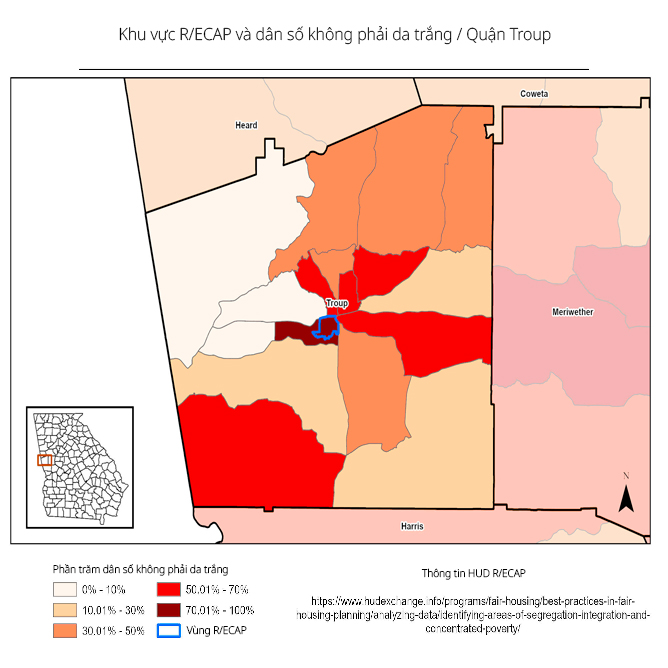 Khu vực R/ECAP và dân số không phải da trắng / Quận Troup
Coweta
Heard
Troup
Meriwether
N
Harris
Phần trăm dân số không phải da trắng
0% - 10%
10.01% - 30%
30.01% - 50%
50.01% - 70%
70.01% - 100%
Vùng R/ECAP
Thông tin HUD R/ECAP
https://www.hudexchange.info/programs/fair-housing/best-practices-in-fair-
housing-planning/analyzing-data/identifying-areas-of-segregation-integration-and-
concentrated-poverty/